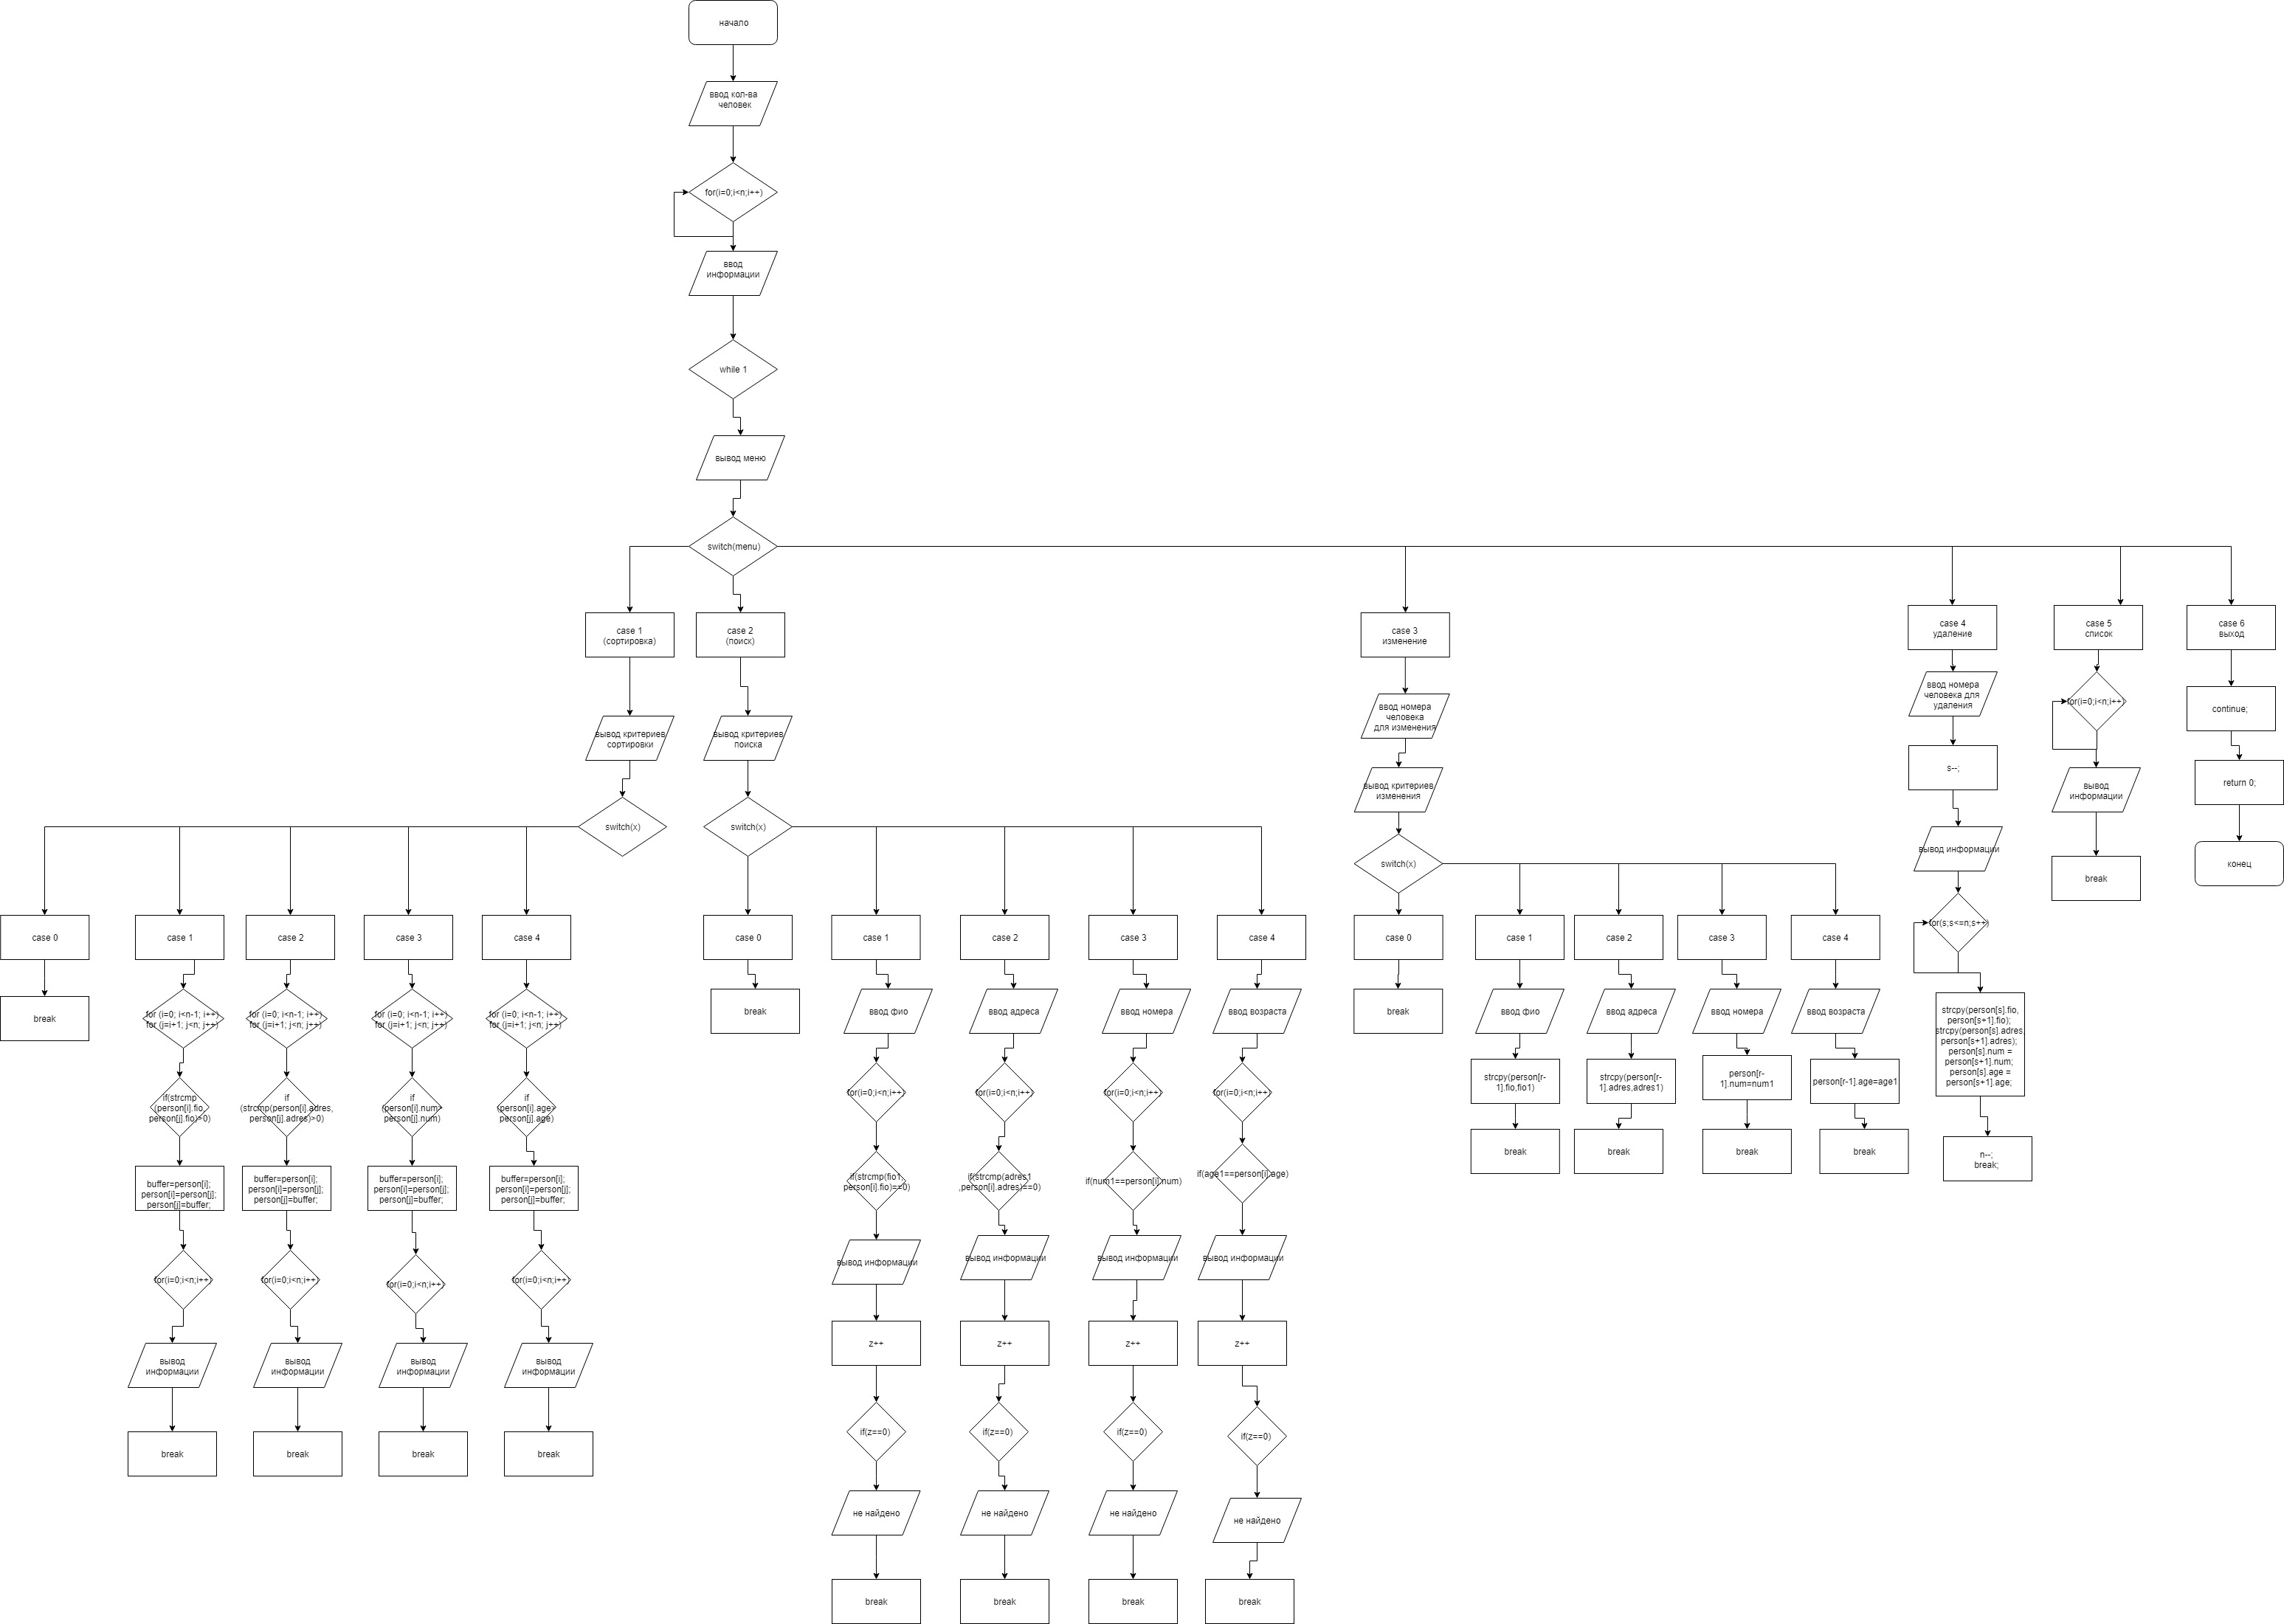 начало
ввод кол-ва
человек
for(i=0;i<n;i++)
ввод
информации
while 1
вывод меню
switch(menu)
case 1
(сортировка)
вывод критериев
сортировки
switch(x)
case 0
break
case 1
for (i=0; i<n-1; i++)
for (j=i+1; j<n; j++)
if(strcmp
(person[i].fio,
person[j].fio)>0)
buffer=person[i];
person[i]=person[j];
person[j]=buffer;
for(i=0;i<n;i++)
вывод
информации
break
case 2
for (i=0; i<n-1; i++)
for (j=i+1; j<n; j++)
if
(strcmp(person[i].adres,
person[j].adres)>0)
buffer=person[i];
person[i]=person[j];
person[j]=buffer;
for(i=0;i<n;i++)
вывод
информации
break
case 3
for (i=0; i<n-1; i++)
for (j=i+1; j<n; j++)
if
(person[i].num>
person[j].num)
buffer=person[i];
person[i]=person[j];
person[j]=buffer;
for(i=0;i<n;i++)
вывод
информации
break
case 4
for (i=0; i<n-1; i++)
for (j=i+1; j<n; j++)
if
(person[i].age>
person[j].age)
buffer=person[i];
person[i]=person[j];
person[j]=buffer;
for(i=0;i<n;i++)
вывод
информации
break
case 2
(поиск)
вывод критериев
поиска
switch(x)
case 0
break
case 1
ввод фио
for(i=0;i<n;i++)
if(strcmp(fio1,
person[i].fio)==0)
вывод информации
z++
if(z==0)
не найдено
break
case 2
ввод адреса
for(i=0;i<n;i++)
if(strcmp(adres1
,person[i].adres)==0)
вывод информации
z++
if(z==0)
не найдено
break
case 3
ввод номера
for(i=0;i<n;i++)
if(num1==person[i].num)
вывод информации
z++
if(z==0)
не найдено
break
case 4
ввод возраста
for(i=0;i<n;i++)
if(age1==person[i].age)
вывод информации
z++
if(z==0)
не найдено
break
case 3
изменение
ввод номера
человека
для изменения
вывод критериев
изменения
switch(x)
case 0
break
case 1
ввод фио
strcpy(person[r-
1].fio,fio1)
break
case 2
ввод адреса
strcpy(person[r-
1].adres,adres1)
break
case 3
ввод номера
person[r-
1].num=num1
break
case 4
ввод возраста
person[r-1].age=age1
break
case 4
удаление
ввод номера
человека для
удаления
s--;
вывод информации
for(s;s<=n;s++)
strcpy(person[s].fio,
person[s+1].fio);
strcpy(person[s].adres,
person[s+1].adres);
person[s].num =
person[s+1].num;
person[s].age =
person[s+1].age;
n--;
break;
case 5
список
for(i=0;i<n;i++)
вывод
информации
break
case 6
выход
continue;
return 0;
конец